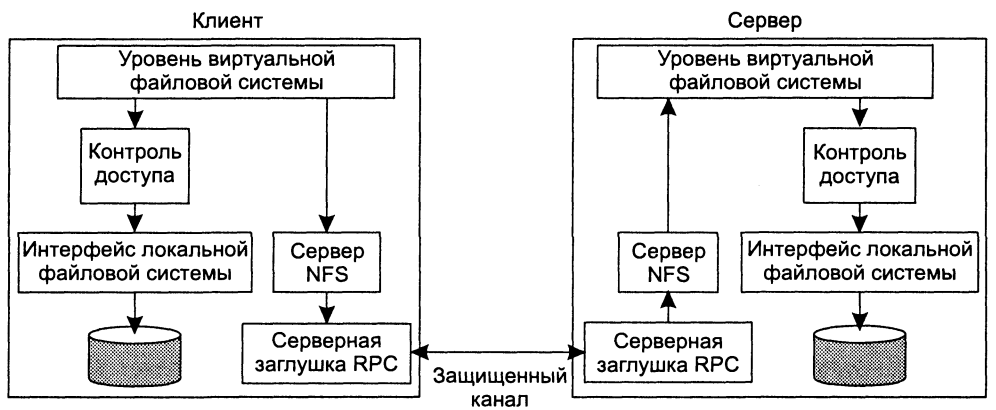 Клиент
Уровень виртуальной
файловой системы
Контроль
доступа
Интерфейс локальной
файловой системы
Сервер
NFS
Серверная
заглушка RPC
Защищенный
канал
Сервер
Уровень виртуальной
файловой системы
Контроль
доступа
Сервер
NFS
Интерфейс локальной
файловой системы
Серверная
заглушка RPC